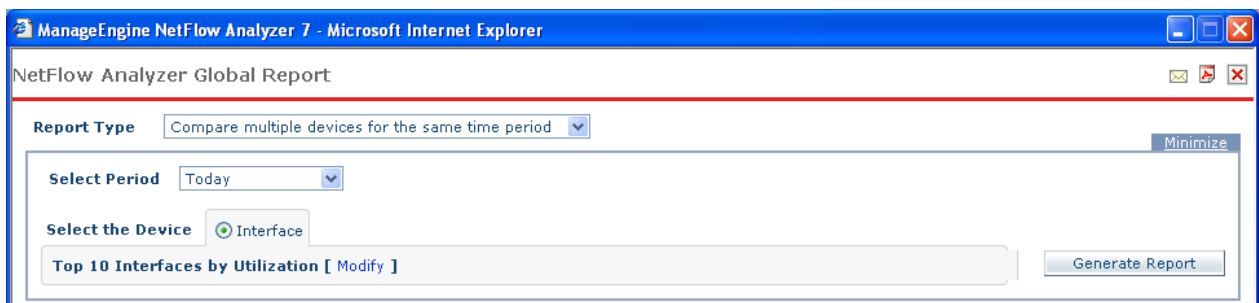 ManageEngine NetFlow Analyzer 7 - Microsoft Internet Explorer
NetFlow Analyzer Global Report
Report Type Compare multiple devices for the same time period
Minimize
Select Period Today
Select the Device Interface
Top 10 Interfaces by Utilization [ Modify ]
Generate Report